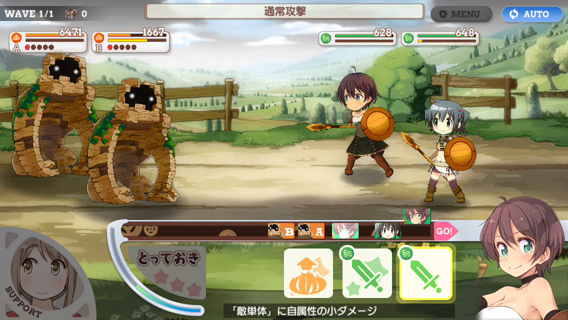 WAVE 1/1
0
通常攻撃
MENU
AUTO
6471
A
1667
B
628
648
B
A
GO!
とっておき
SUPPORT
「敵単体」に自属性の小ダメージ